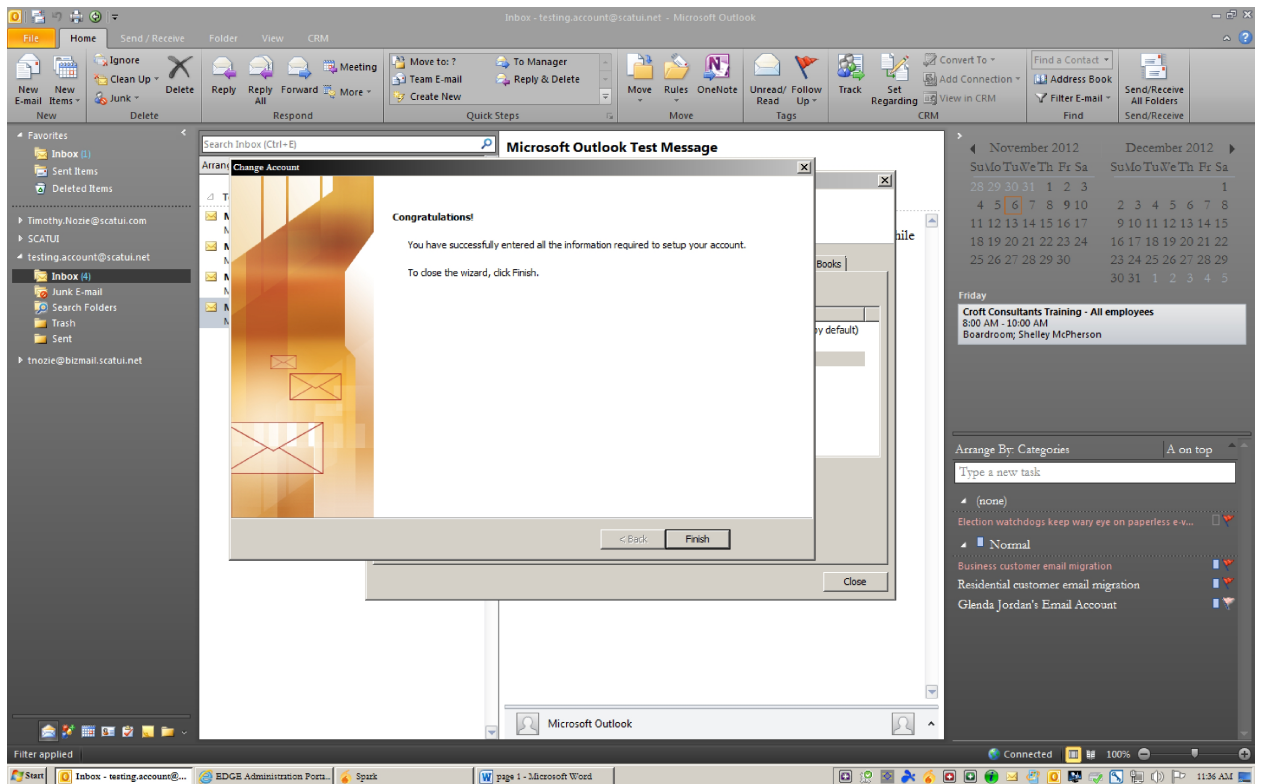 Inbox - testing.account@scatui.net - Microsoft Outlook
File Home Send / Receive Folder View CRM
New E-mail
New Items
New
Ignore
Clean Up
Junk
Delete
Delete
Reply
Reply All
Forward
Meeting
More
Respond
Move to: ?
Team E-mail
Create New
To Manager
Reply & Delete
Quick Steps
Move
Rules
OneNote
Move
Unread/ Read
Follow Up
Tags
Track
Set Regarding
Convert To
Add Connection
View in CRM
CRM
Find a Contact
Address Book
Filter E-mail
Find
Send/Receive All Folders
Send/Receive
Favorites
Inbox (1)
Sent Items
Deleted Items
Timothy.Nozie@scatui.com
SCATUI
testing.account@scatui.net
Inbox (4)
Junk E-mail
Search Folders
Trash
Sent
tnozie@bizmail.scatui.net
Search Inbox (Ctrl+E)
Microsoft Outlook Test Message
Change Account
Congratulations!
You have successfully entered all the information required to setup your account.
To close the wizard, click Finish.
< Back
Finish
Books
by default)
Close
Microsoft Outlook
November 2012
Su Mo Tu We Th Fr Sa
28 29 30 31 1 2 3
4 5 6 7 8 9 10
11 12 13 14 15 16 17
18 19 20 21 22 23 24
25 26 27 28 29 30
December 2012
Su Mo Tu We Th Fr Sa
1
2 3 4 5 6 7 8
9 10 11 12 13 14 15
16 17 18 19 20 21 22
23 24 25 26 27 28 29
30 31 1 2 3 4 5
Friday
Croft Consultants Training - All employees
8:00 AM - 10:00 AM
Boardroom; Shelley McPherson
Arrange By: Categories A on top
Type a new task
(none)
Election watchdogs keep wary eye on paperless e-v...
Normal
Business customer email migration
Residential customer email migration
Glenda Jordan's Email Account
Filter applied
Connected
100%
Start
Inbox - testing.account@...
EDGE Administration Porta...
Spark
page 1 - Microsoft Word
11:36 AM